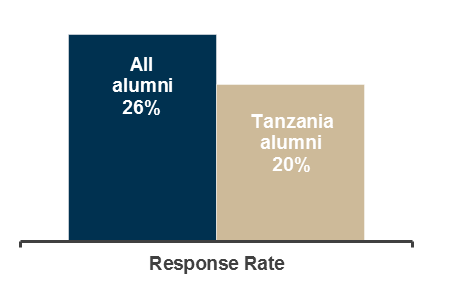 All
alumni
26%
Tanzania
alumni
20%
Response Rate